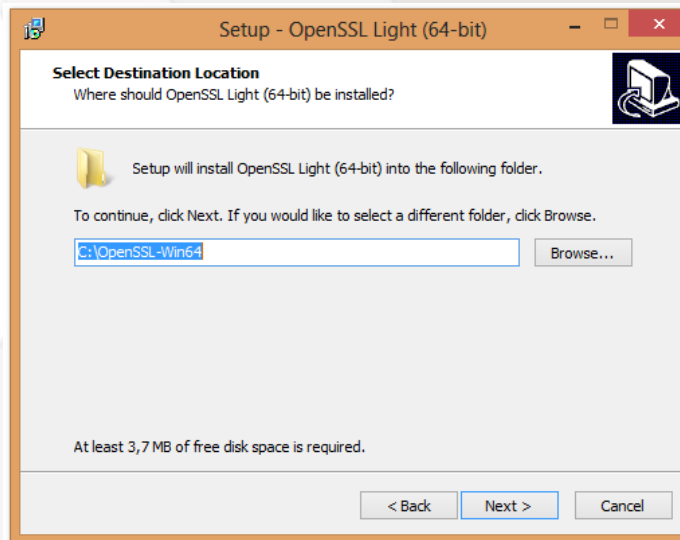 Setup - OpenSSL Light (64-bit)
Select Destination Location
Where should OpenSSL Light (64-bit) be installed?
Setup will install OpenSSL Light (64-bit) into the following folder.
To continue, click Next. If you would like to select a different folder, click Browse.
C:\OpenSSL-Win64
Browse...
At least 3,7 MB of free disk space is required.
< Back
Next >
Cancel